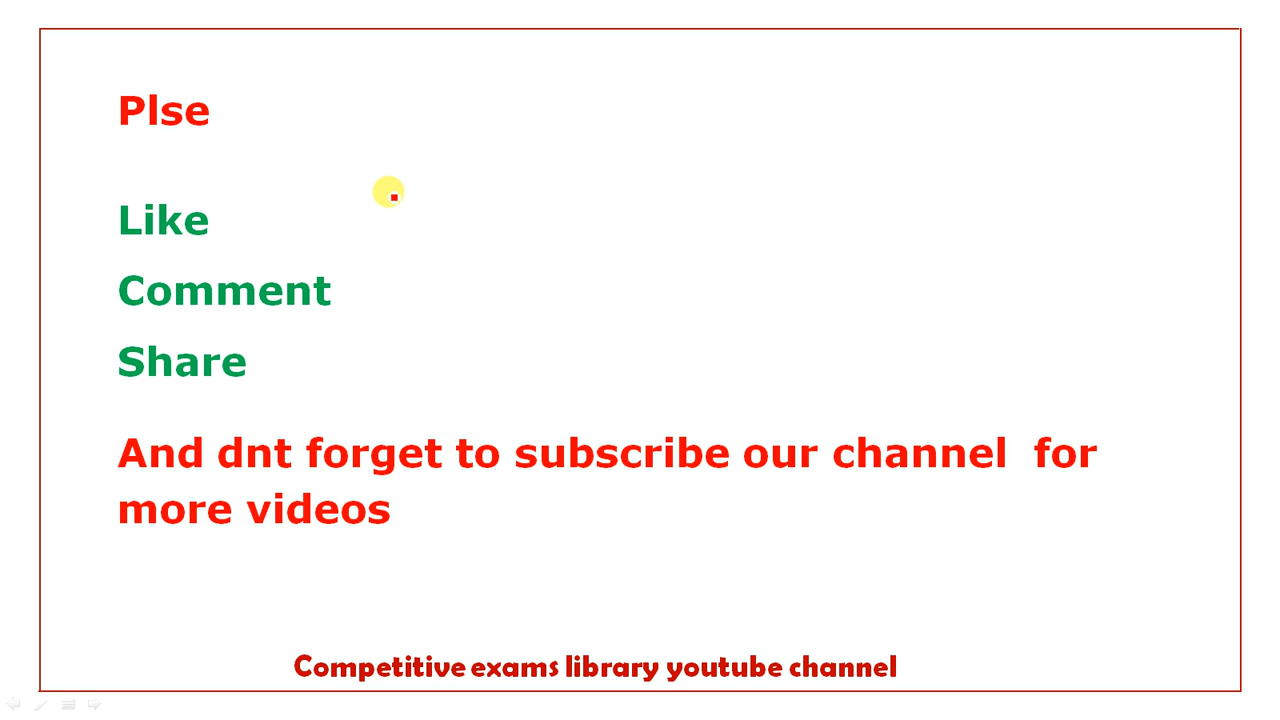 Plse
Like
Comment
Share
And dnt forget to subscribe our channel  for
more videos
Competitive exams library youtube channel